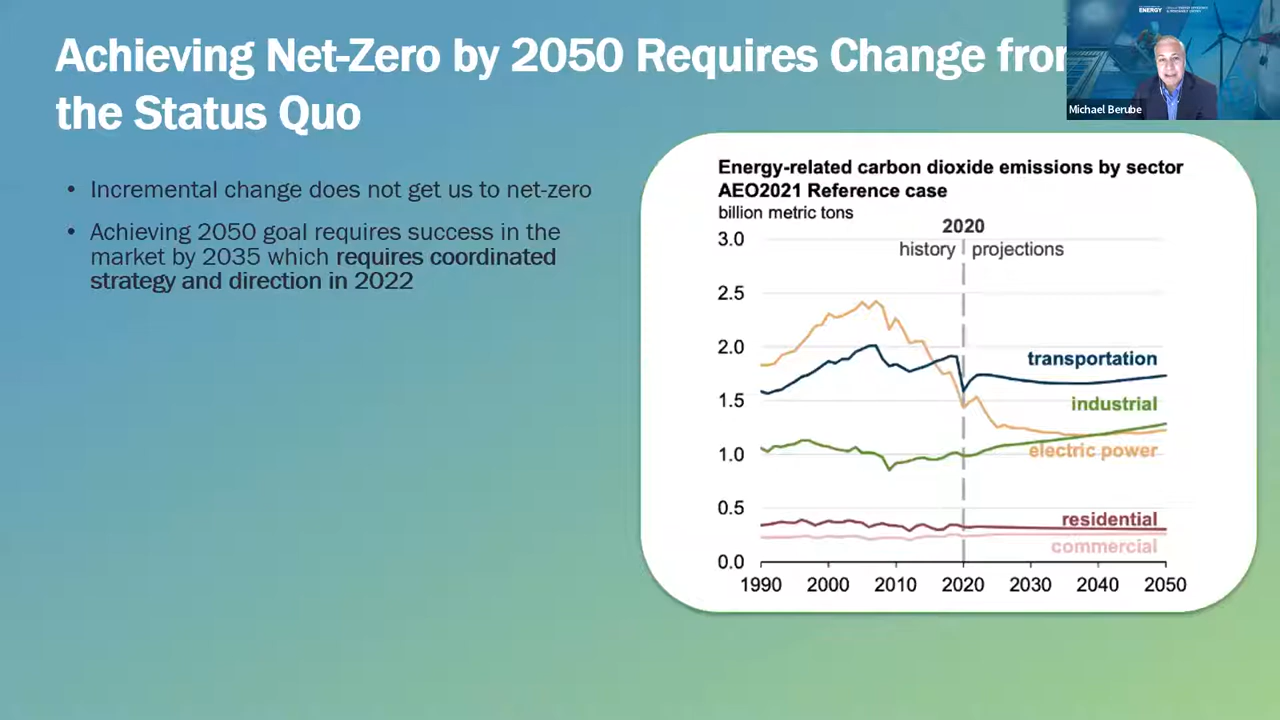 Achieving Net-Zero by 2050 Requires Change fro
the Status Quo
ENERGY
Michael Berube
• Incremental change does not get us to net-zero
• Achieving 2050 goal requires success in the
market by 2035 which requires coordinated
strategy and direction in 2022
Energy-related carbon dioxide emissions by sector
AEO2021 Reference case
billion metric tons
2020
history
projections
3.0
2.5
2.0
1.5
1.0
0.5
0.0
transportation
industrial
electric power
residential
commercial
1990 2000 2010 2020 2030 2040 2050